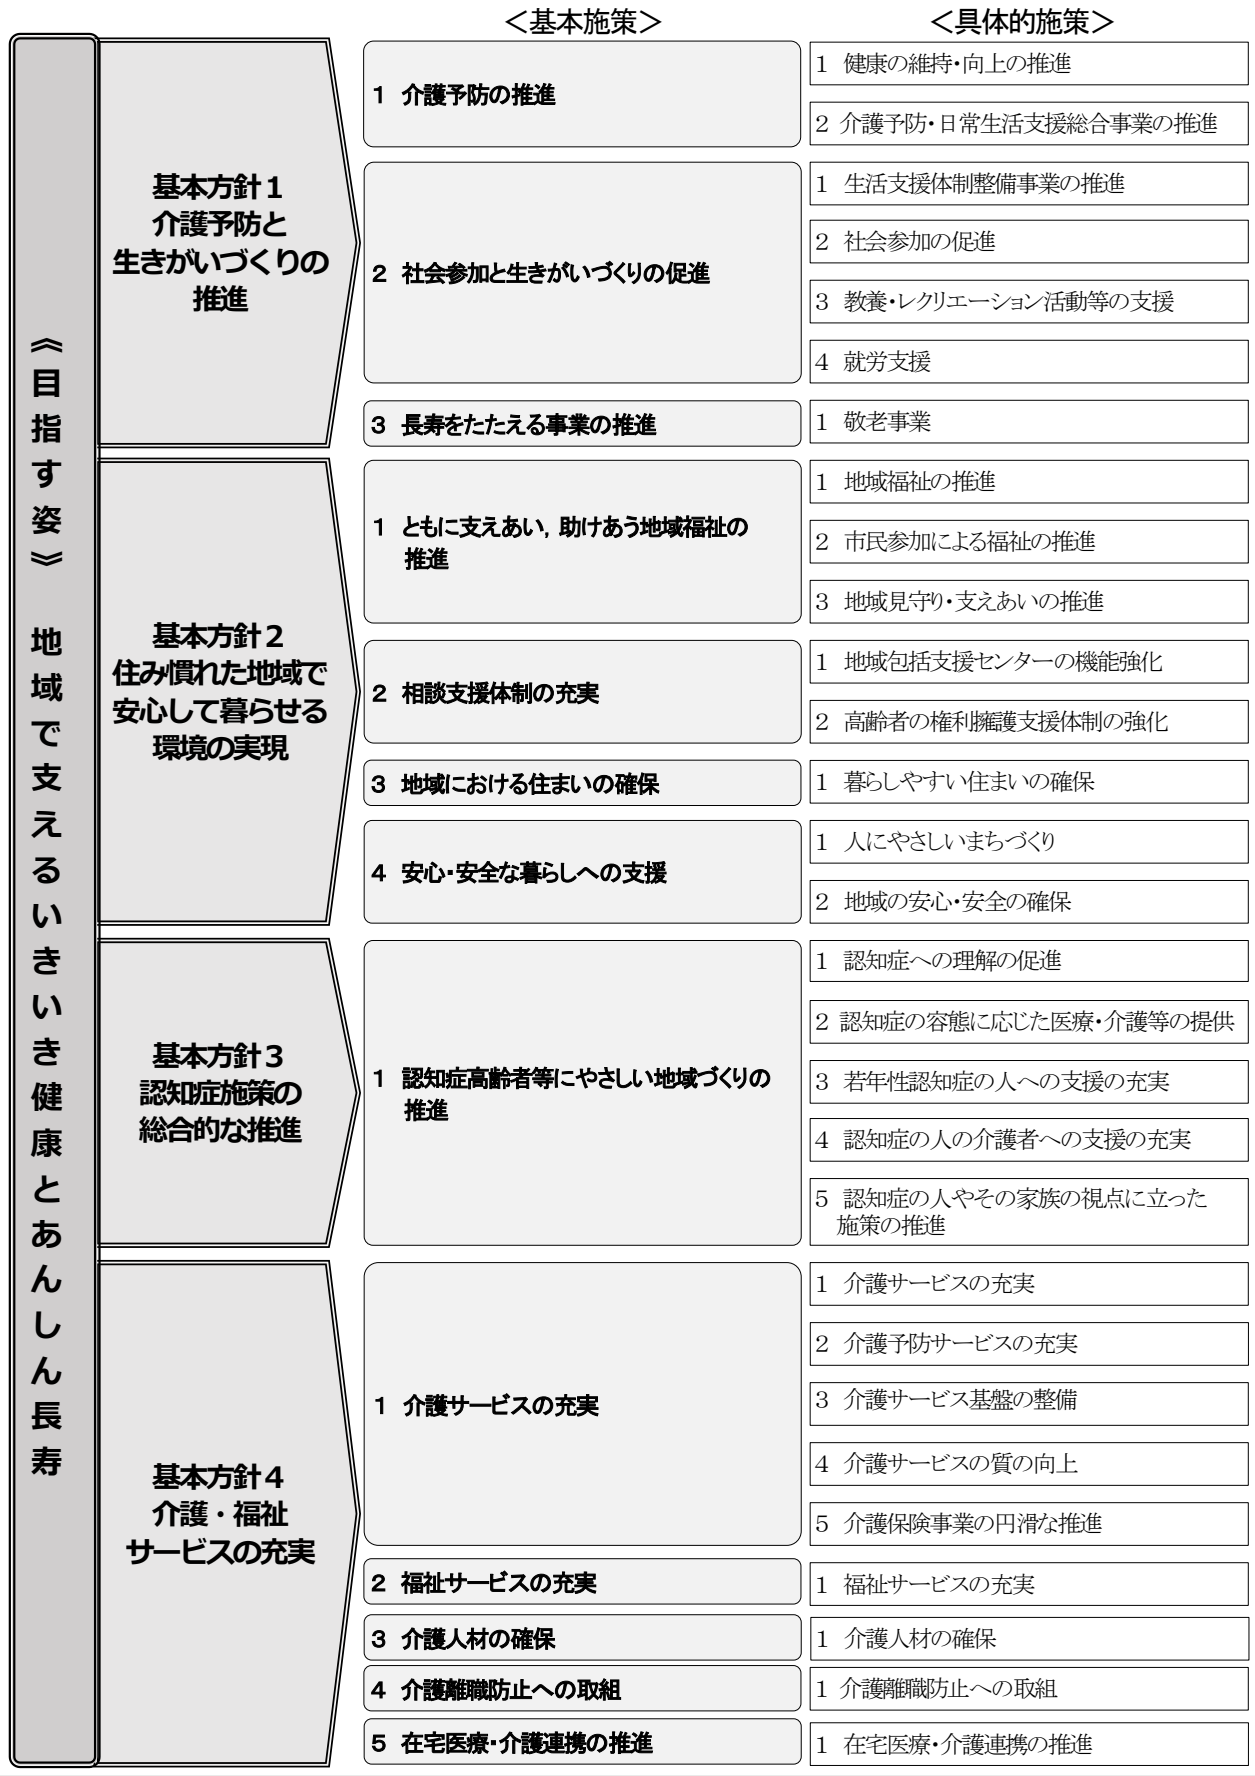 ＜基本施策＞
＜具体的施策＞
《目指す姿》　地域で支えるいきいき健康とあんしん長寿
基本方針１
介護予防と
生きがいづくりの
推進
1 介護予防の推進
1 健康の維持・向上の推進
2 介護予防・日常生活支援総合事業の推進
2 社会参加と生きがいづくりの促進
1 生活支援体制整備事業の推進
2 社会参加の促進
3 教養・レクリエーション活動等の支援
4 就労支援
3 長寿をたたえる事業の推進
1 敬老事業
基本方針２
住み慣れた地域で
安心して暮らせる
環境の実現
1 ともに支えあい，助けあう地域福祉の
推進
1 地域福祉の推進
2 市民参加による福祉の推進
3 地域見守り・支えあいの推進
2 相談支援体制の充実
1 地域包括支援センターの機能強化
2 高齢者の権利擁護支援体制の強化
3 地域における住まいの確保
1 暮らしやすい住まいの確保
4 安心・安全な暮らしへの支援
1 人にやさしいまちづくり
2 地域の安心・安全の確保
基本方針３
認知症施策の
総合的な推進
1 認知症高齢者等にやさしい地域づくりの
推進
1 認知症への理解の促進
2 認知症の容態に応じた医療・介護等の提供
3 若年性認知症の人への支援の充実
4 認知症の人の介護者への支援の充実
5 認知症の人やその家族の視点に立った
施策の推進
基本方針４
介護・福祉
サービスの充実
1 介護サービスの充実
1 介護サービスの充実
2 介護予防サービスの充実
3 介護サービス基盤の整備
4 介護サービスの質の向上
5 介護保険事業の円滑な推進
2 福祉サービスの充実
1 福祉サービスの充実
3 介護人材の確保
1 介護人材の確保
4 介護離職防止への取組
1 介護離職防止への取組
5 在宅医療・介護連携の推進
1 在宅医療・介護連携の推進